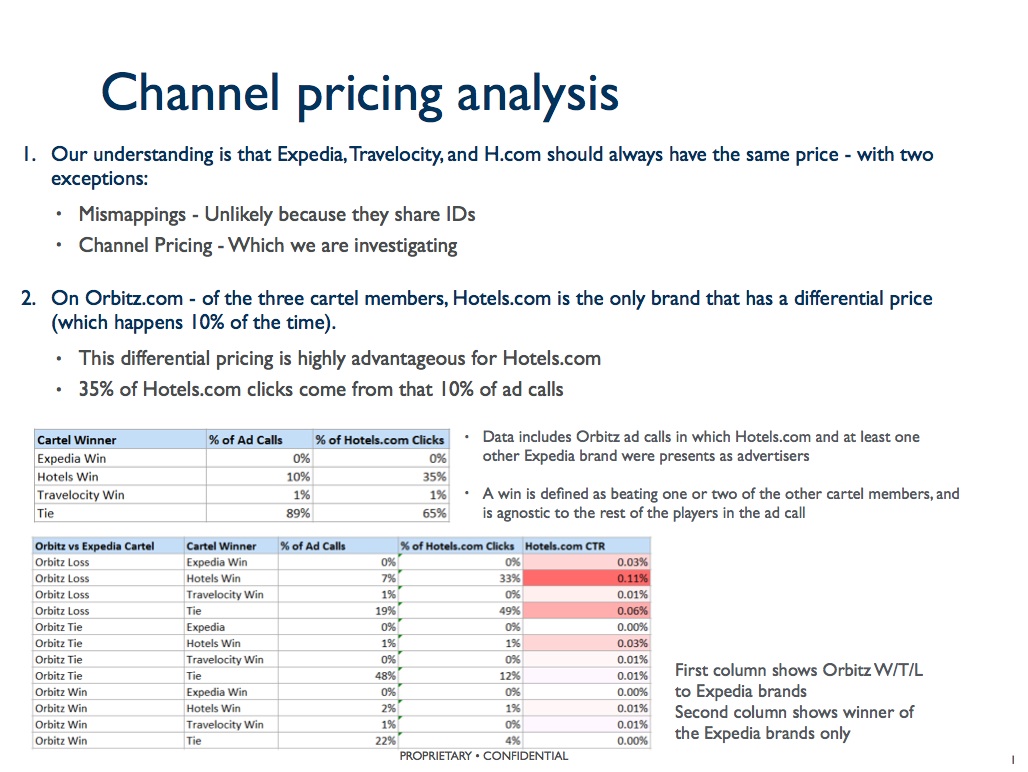 Channel pricing analysis
1. Our understanding is that Expedia, Travelocity, and H.com should always have the same price - with two
exceptions:
• Mismappings - Unlikely because they share IDs
• Channel Pricing - Which we are investigating
2. On Orbitz.com - of the three cartel members, Hotels.com is the only brand that has a differential price
(which happens 10% of the time).
• This differential pricing is highly advantageous for Hotels.com
• 35% of Hotels.com clicks come from that 10% of ad calls
Cartel Winner % of Ad Calls % of Hotels.com Clicks
Expedia Win 0% 0%
Hotels Win 10% 35%
Travelocity Win 1% 1%
Tie 89% 65%
• Data includes Orbitz ad calls in which Hotels.com and at least one
other Expedia brand were presents as advertisers
• A win is defined as beating one or two of the other cartel members, and
is agnostic to the rest of the players in the ad call
Orbitz vs Expedia Cartel Cartel Winner % of Ad Calls % of Hotels.com Clicks Hotels.com CTR
Orbitz Loss Expedia Win 0% 0% 0.03%
Orbitz Loss Hotels Win 7% 33% 0.11%
Orbitz Loss Travelocity Win 1% 0% 0.01%
Orbitz Loss Tie 19% 49% 0.06%
Orbitz Tie Expedia 0% 0% 0.00%
Orbitz Tie Hotels Win 1% 1% 0.03%
Orbitz Tie Travelocity Win 0% 0% 0.01%
Orbitz Tie Tie 48% 12% 0.01%
Orbitz Win Expedia Win 0% 0% 0.00%
Orbitz Win Hotels Win 2% 1% 0.01%
Orbitz Win Travelocity Win 1% 0% 0.01%
Orbitz Win Tie 22% 4% 0.00%
First column shows Orbitz W/T/L
to Expedia brands
Second column shows winner of
the Expedia brands only
PROPRIETARY • CONFIDENTIAL
1